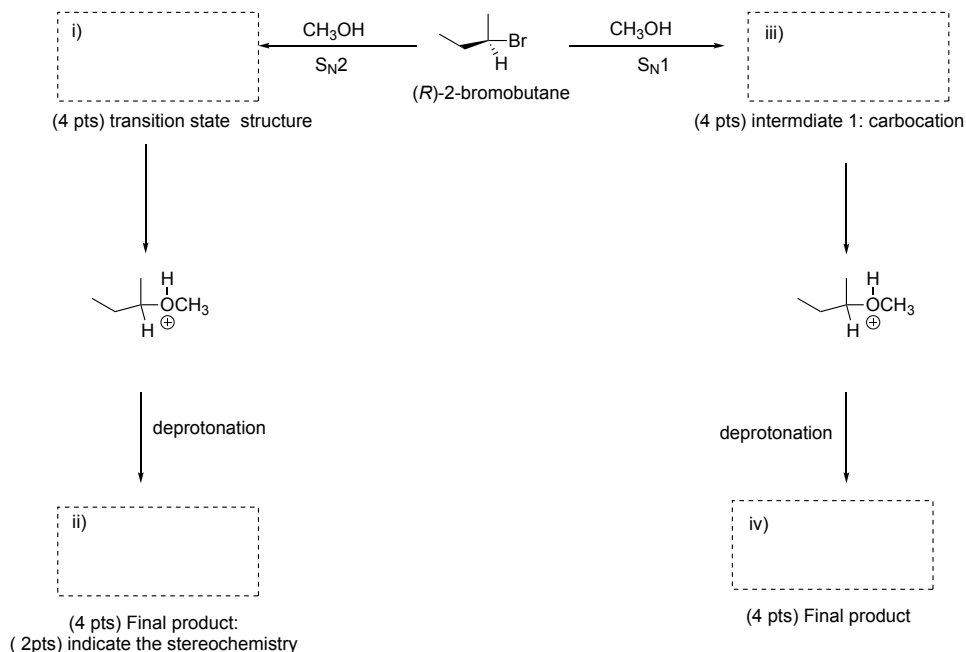 i)
CH3OH
SN2
Br
H
(R)-2-bromobutane
CH3OH
SN1
iii)
(4 pts) transition state structure
(4 pts) intermdiate 1: carbocation
H
OCH3
H
+
H
OCH3
H
+
deprotonation
deprotonation
ii)
iv)
(4 pts) Final product:
( 2pts) indicate the stereochemistry
(4 pts) Final product